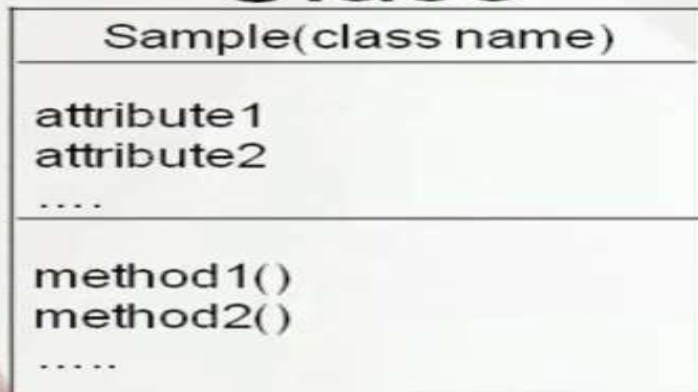 Sample(class name)
attribute1
attribute2
....
method1()
method2()
.....